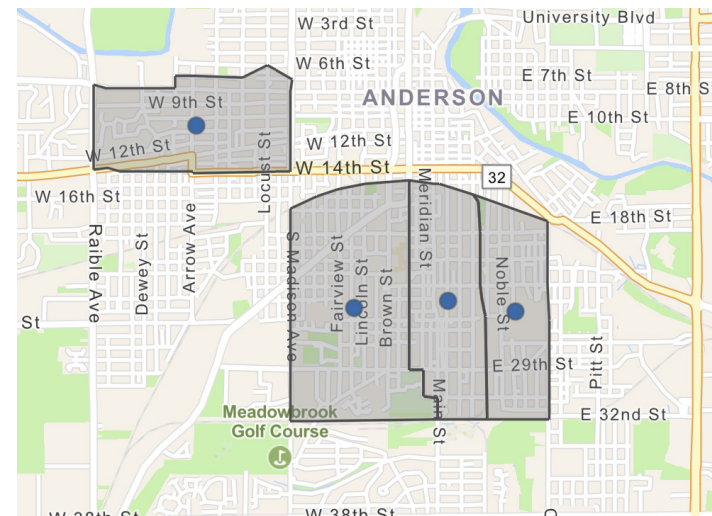 W 3rd St
University Blvd
W 6th St
E 7th St
E 8th S
ANDERSON
W 9th St
E 10th St
W 12th St
W 12th St
W 14th St
Locust St
32
W 16th St
E 18th St
Meridian St
Raible Ave
Dewey St
Arrow Ave
S Madison Ave
Fairview St
Lincoln St
Brown St
Noble St
St
E 29th St
Pitt St
Main St
Meadowbrook
Golf Course
E 32nd St
W 38th St
W 38th St